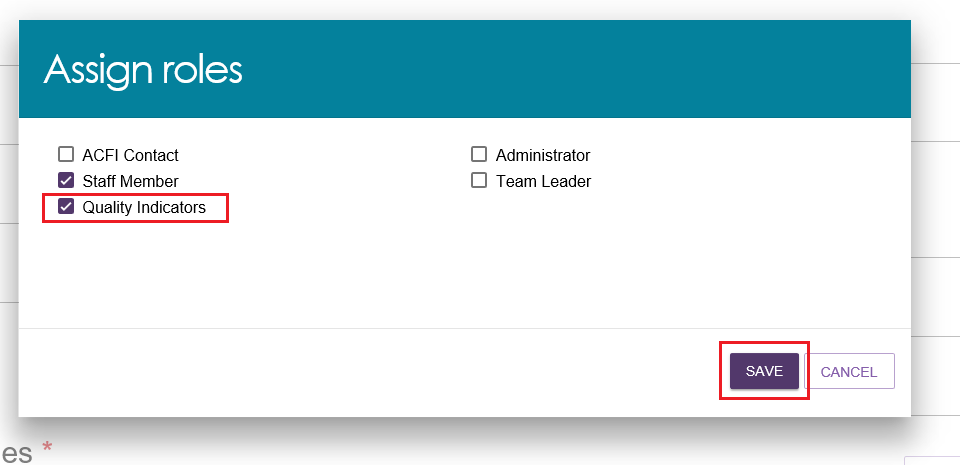 Assign roles
ACFI Contact
Administrator
Staff Member
Team Leader
Quality Indicators
SAVE
CANCEL
es *